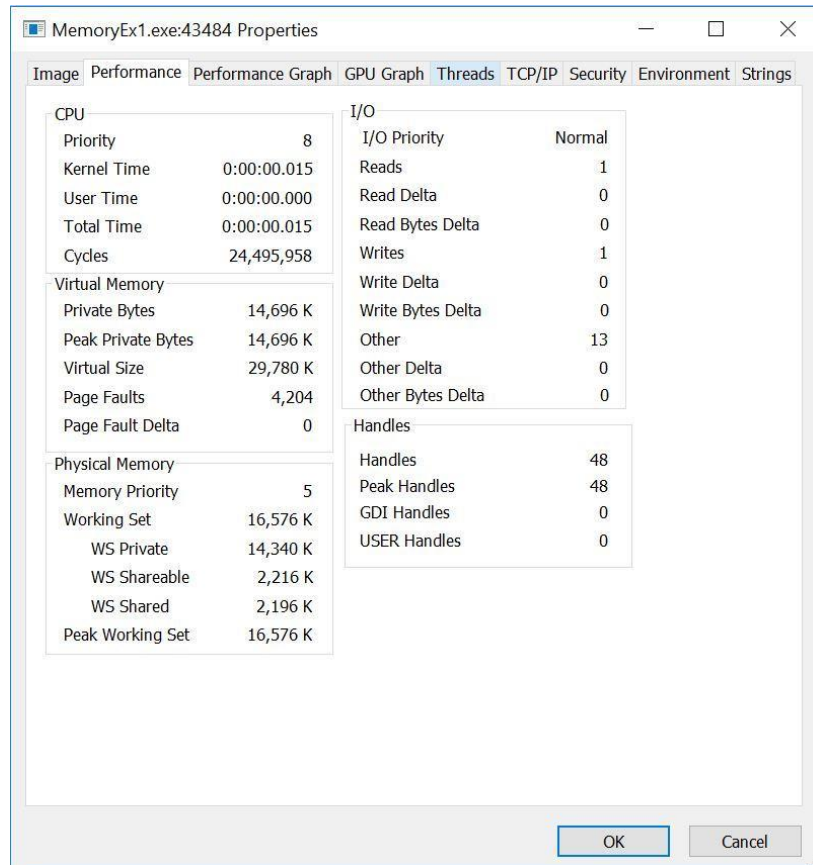 MemoryEx1.exe:43484 Properties
Image Performance Performance Graph GPU Graph Threads TCP/IP Security Environment Strings
CPU
Priority 8
Kernel Time 0:00:00.015
User Time 0:00:00.000
Total Time 0:00:00.015
Cycles 24,495,958
Virtual Memory
Private Bytes 14,696 K
Peak Private Bytes 14,696 K
Virtual Size 29,780 K
Page Faults 4,204
Page Fault Delta 0
Physical Memory
Memory Priority 5
Working Set 16,576 K
WS Private 14,340 K
WS Shareable 2,216 K
WS Shared 2,196 K
Peak Working Set 16,576 K
I/O
I/O Priority Normal
Reads 1
Read Delta 0
Read Bytes Delta 0
Writes 1
Write Delta 0
Write Bytes Delta 0
Other 13
Other Delta 0
Other Bytes Delta 0
Handles
Handles 48
Peak Handles 48
GDI Handles 0
USER Handles 0
OK Cancel